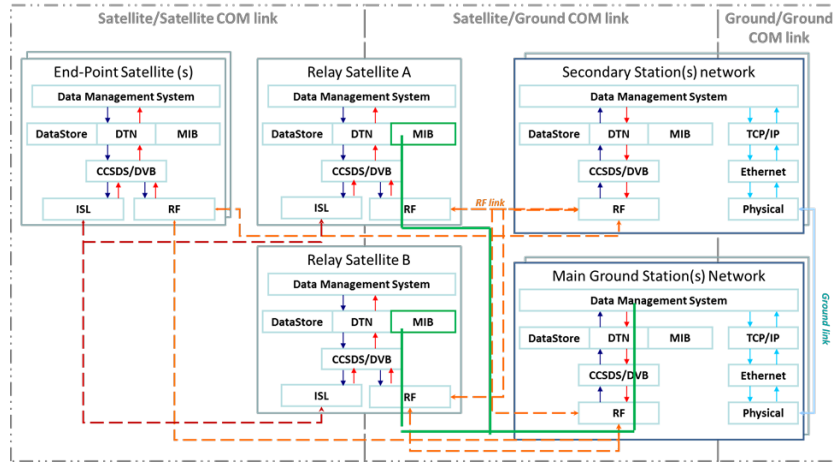 Satellite/Satellite COM link
Satellite/Ground COM link
Ground/Ground
COM link
End-Point Satellite (s)
Data Management System
DataStore DTN MIB
CCSDS/DVB
ISL RF
Relay Satellite A
Data Management System
DataStore DTN MIB
CCSDS/DVB
ISL RF
RF link
Secondary Station(s) network
Data Management System
DataStore DTN MIB TCP/IP
CCSDS/DVB Ethernet
RF Physical
Relay Satellite B
Data Management System
DataStore DTN MIB
CCSDS/DVB
ISL RF
Main Ground Station(s) Network
Data Management System
DataStore DTN MIB TCP/IP
CCSDS/DVB Ethernet
RF Physical
Ground link